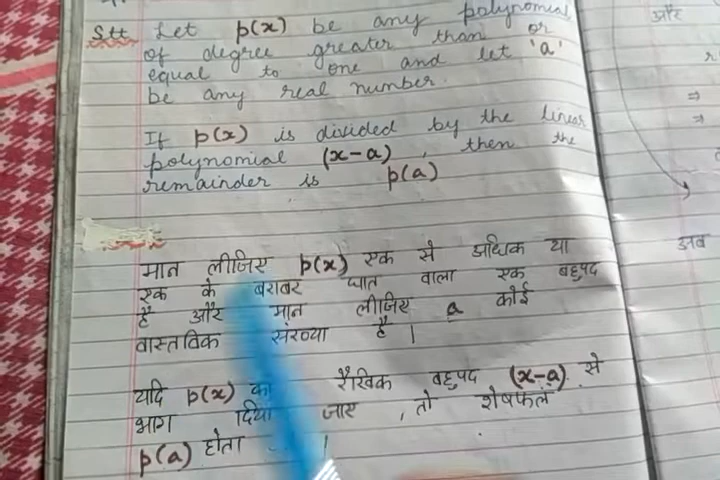 Stt Let p(x) be any polynomial
of degree greater than or
equal to one and let 'a'
be any real number.
If p(x) is divided by the linear
polynomial (x-a), then the
remainder is p(a)
मान लीजिए p(x) एक से अधिक या
एक के बराबर घात वाला एक बहुपद
है और मान लीजिए a कोई
वास्तविक संख्या है।
यदि p(x) का रैखिक बहुपद (x-a) से
भाग दिया जाए, तो शेषफल
p(a) होता ।
और
⇒
⇒
अब